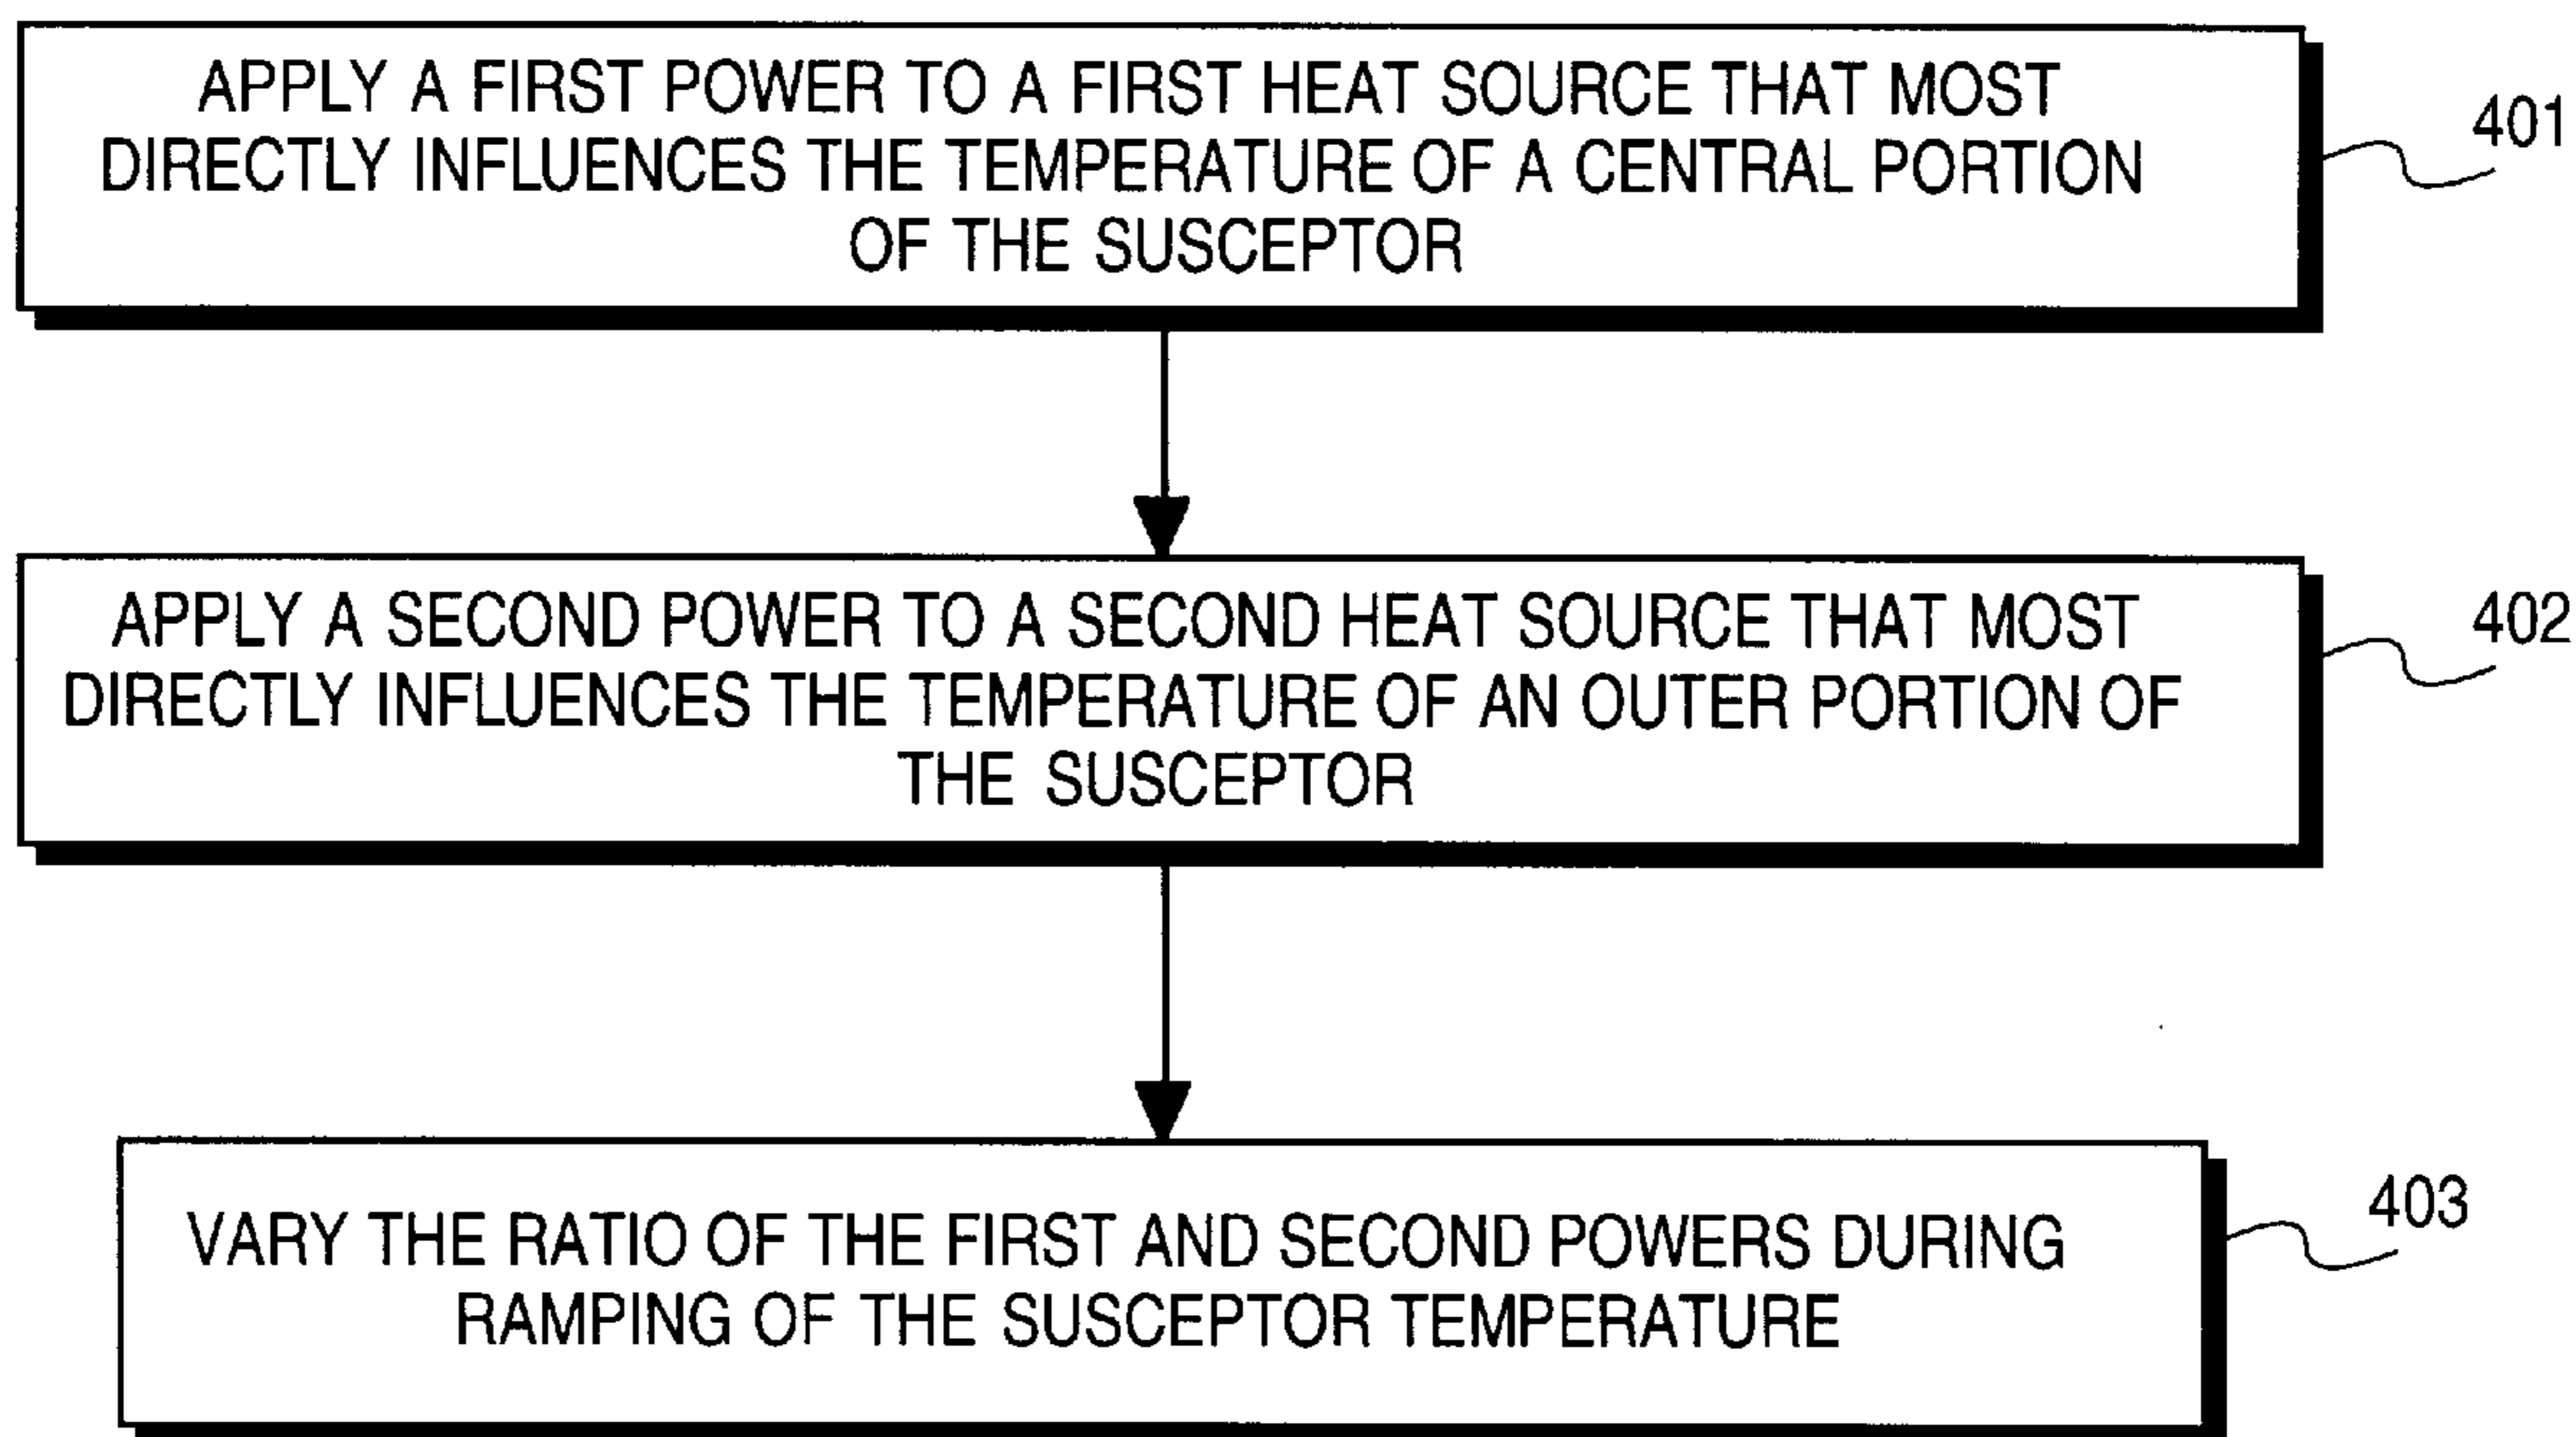 APPLY A FIRST POWER TO A FIRST HEAT SOURCE THAT MOST
DIRECTLY INFLUENCES THE TEMPERATURE OF A CENTRAL PORTION
OF THE SUSCEPTOR
401
APPLY A SECOND POWER TO A SECOND HEAT SOURCE THAT MOST
DIRECTLY INFLUENCES THE TEMPERATURE OF AN OUTER PORTION OF
THE SUSCEPTOR
402
VARY THE RATIO OF THE FIRST AND SECOND POWERS DURING
RAMPING OF THE SUSCEPTOR TEMPERATURE
403